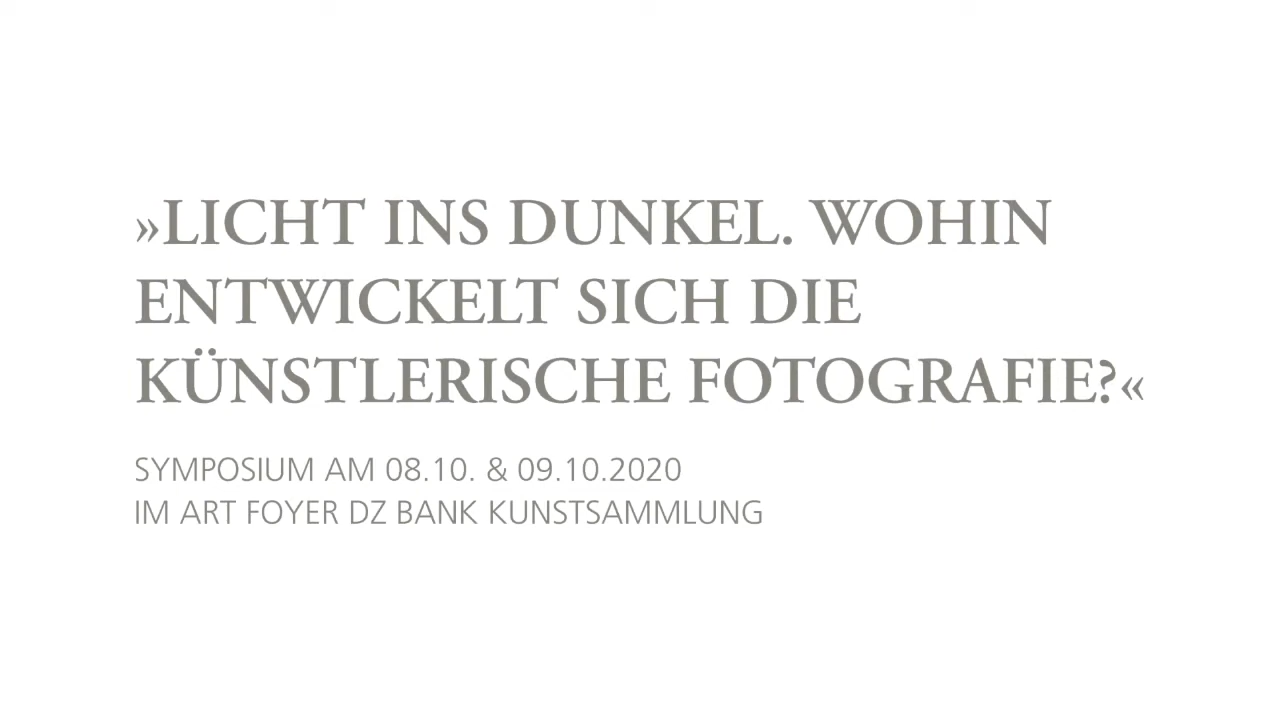 »LICHT INS DUNKEL. WOHIN
ENTWICKELT SICH DIE
KÜNSTLERISCHE FOTOGRAFIE?«
SYMPOSIUM AM 08.10. & 09.10.2020
IM ART FOYER DZ BANK KUNSTSAMMLUNG